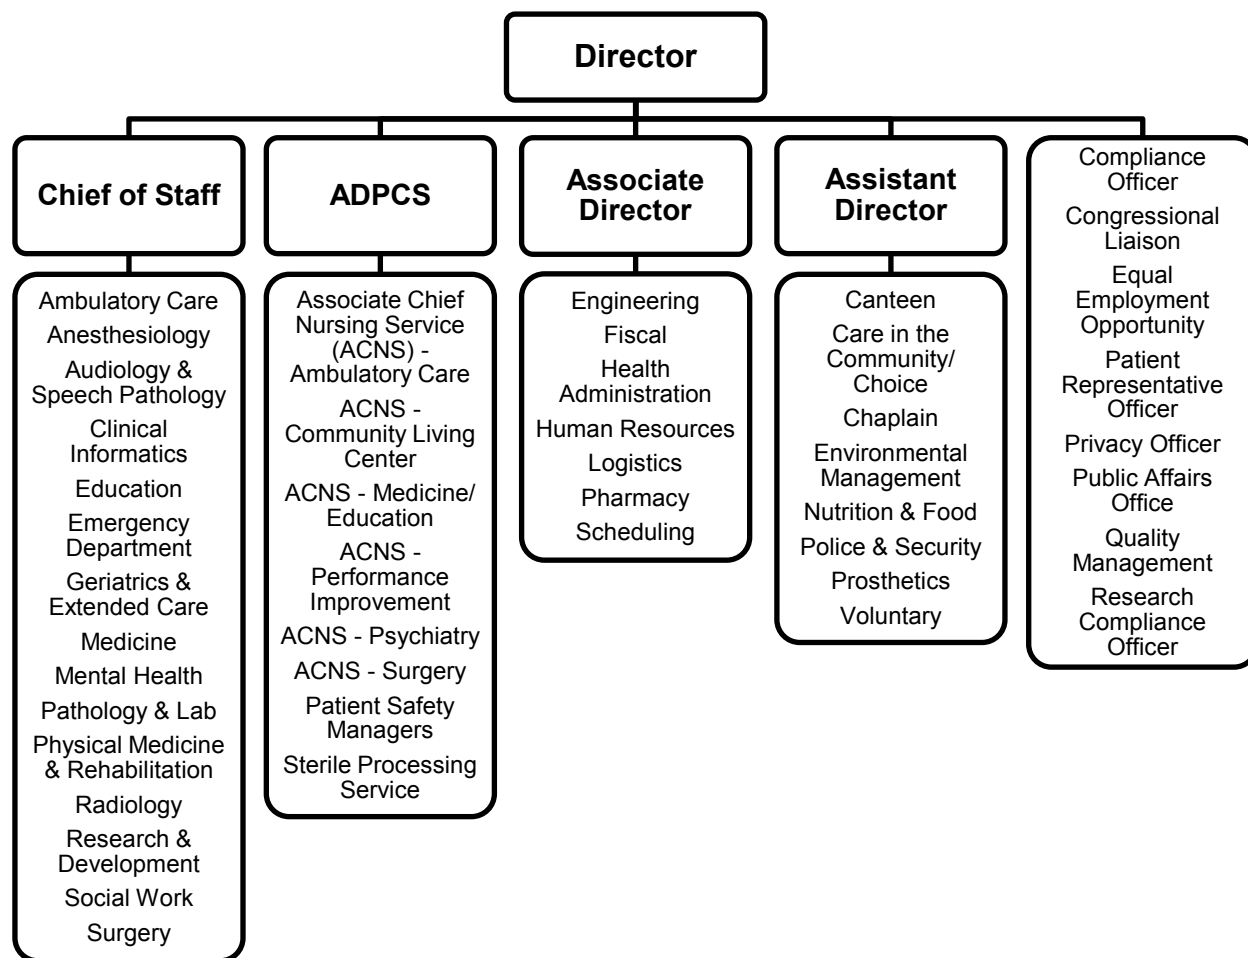 Director
Chief of Staff
ADPCS
Associate
Director
Assistant
Director
Compliance
Officer
Congressional
Liaison
Equal
Employment
Opportunity
Patient
Representative
Officer
Privacy Officer
Public Affairs
Office
Quality
Management
Research
Compliance
Officer
Ambulatory Care
Anesthesiology
Audiology &
Speech Pathology
Clinical
Informatics
Education
Emergency
Department
Geriatrics &
Extended Care
Medicine
Mental Health
Pathology & Lab
Physical Medicine
& Rehabilitation
Radiology
Research &
Development
Social Work
Surgery
Associate Chief
Nursing Service
(ACNS) -
Ambulatory Care
ACNS -
Community Living
Center
ACNS - Medicine/
Education
ACNS -
Performance
Improvement
ACNS - Psychiatry
ACNS - Surgery
Patient Safety
Managers
Sterile Processing
Service
Engineering
Fiscal
Health
Administration
Human Resources
Logistics
Pharmacy
Scheduling
Canteen
Care in the
Community/
Choice
Chaplain
Environmental
Management
Nutrition & Food
Police & Security
Prosthetics
Voluntary